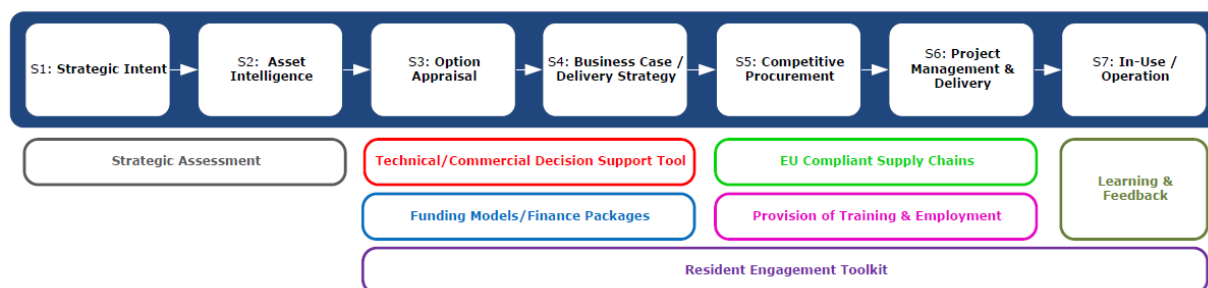 S1: Strategic Intent
S2: Asset
Intelligence
S3: Option
Appraisal
S4: Business Case /
Delivery Strategy
S5: Competitive
Procurement
S6: Project
Management &
Delivery
S7: In-Use /
Operation
Strategic Assessment
Technical/Commercial Decision Support Tool
EU Compliant Supply Chains
Learning &
Feedback
Funding Models/Finance Packages
Provision of Training & Employment
Resident Engagement Toolkit